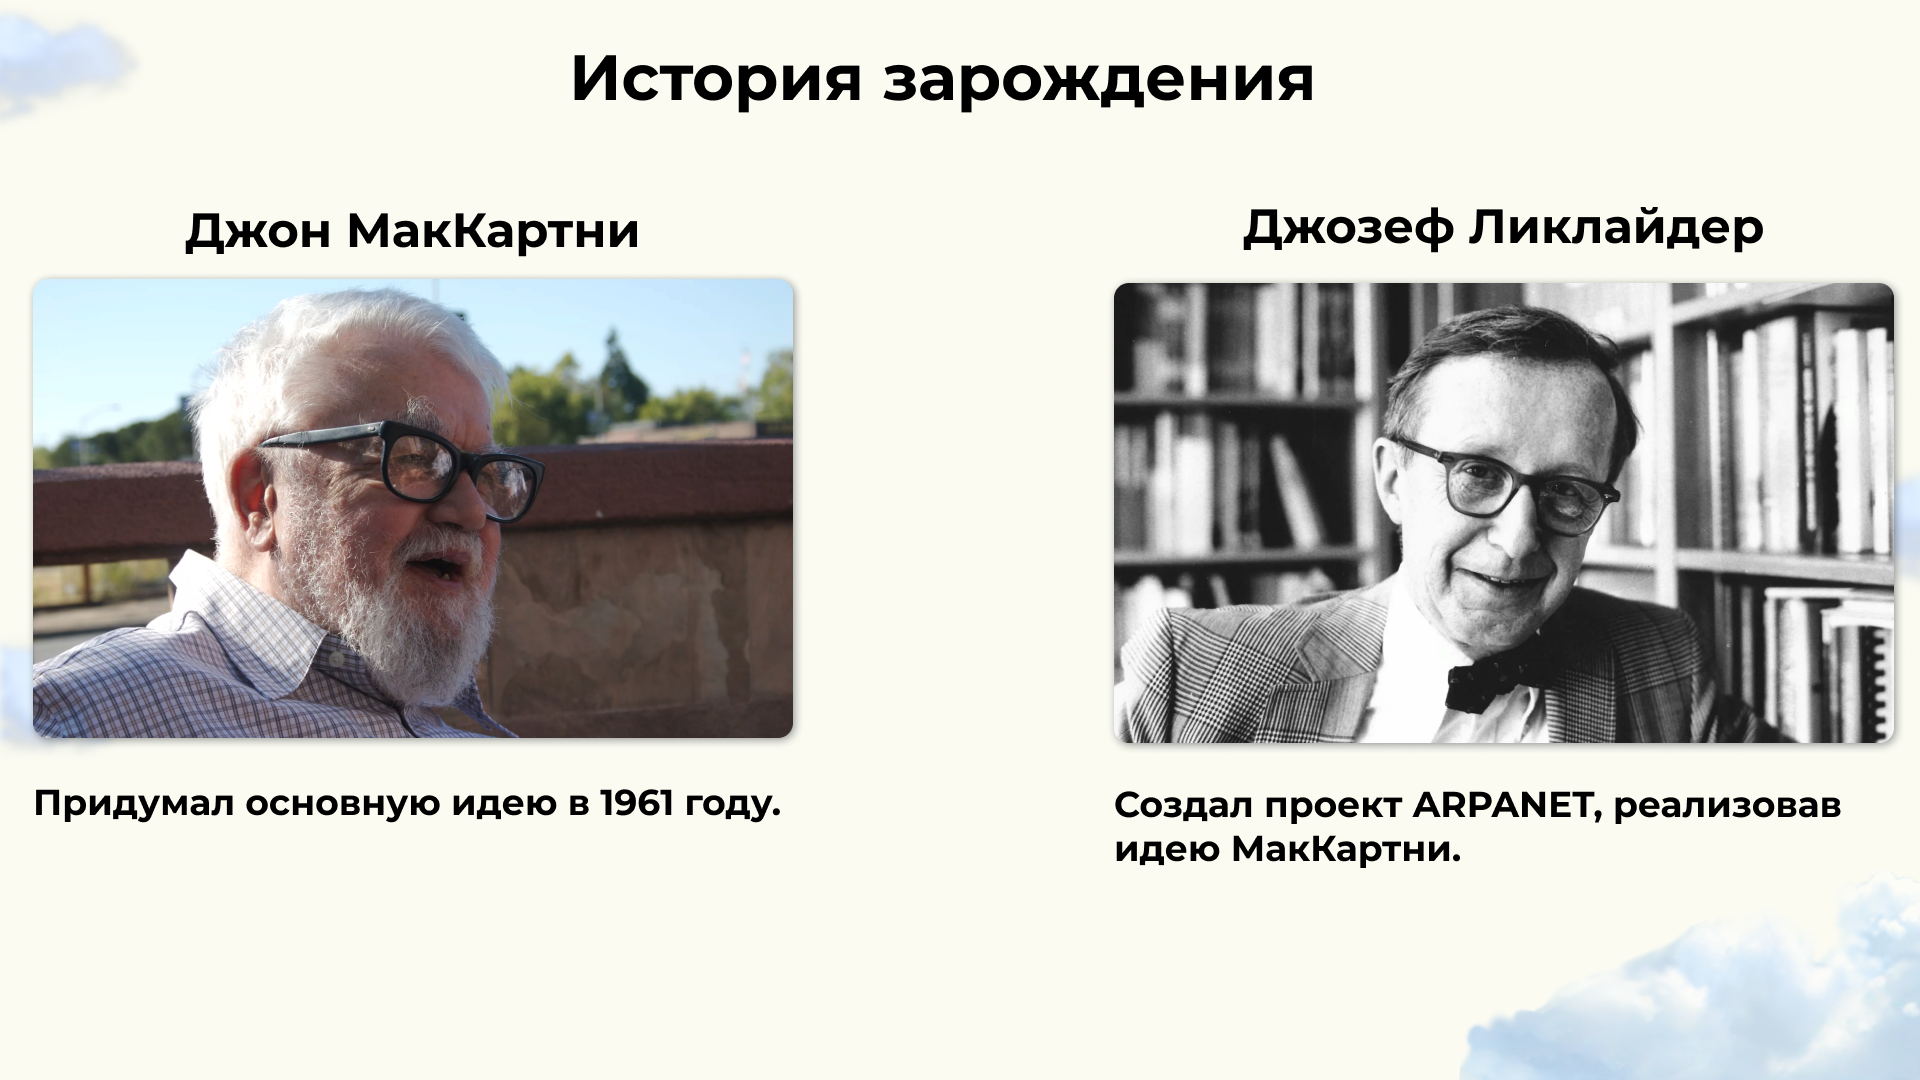 История зарождения
Джон МакКартни
Джозеф Ликлайдер
Придумал основную идею в 1961 году.
Создал проект ARPANET, реализовав
идею МакКартни.